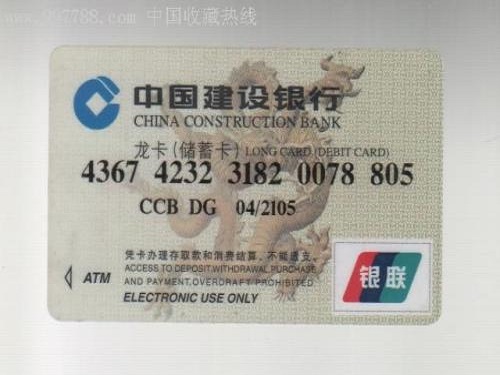 www.997788.com 中国收藏热线
中国建设银行
CHINA CONSTRUCTION BANK
龙卡(储蓄卡) LONG CARD (DEBIT CARD)
4367 4232 3182 0078 805
CCB DG 04/2105
凭卡办理存取款和消费结算，不能透支。
ACCESS TO DEPOSIT, WITHDRAWAL PURCHASE
AND PAYMENT, OVERDRAFT PROHIBITED
ATM
ELECTRONIC USE ONLY
银联